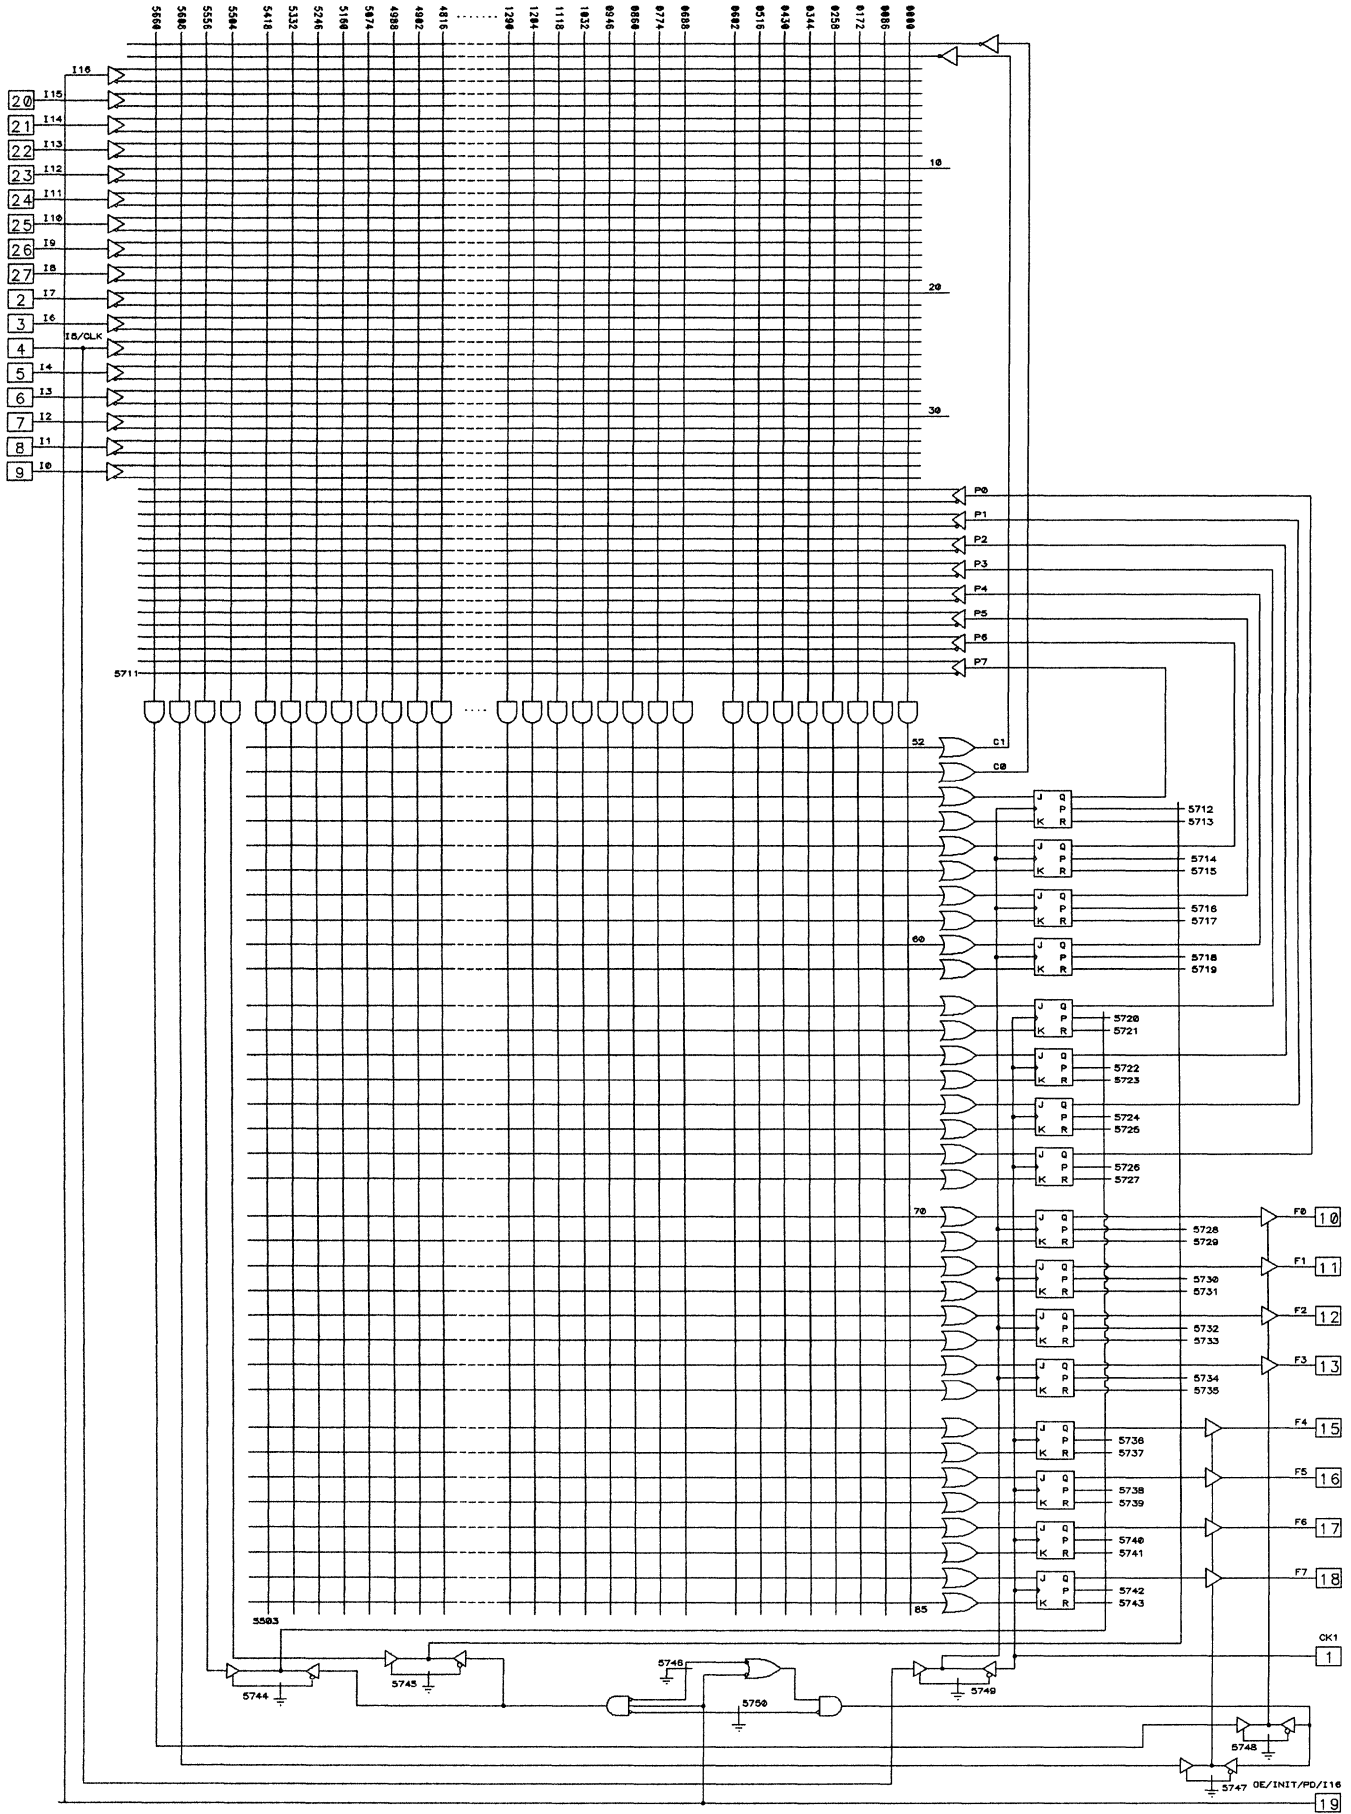 5660 5608 5556 5504 5418 5332 5246 5160 5074 4988 4902 4816 ........ 1290 1204 1118 1032 0946 0860 0774 0688 0602 0516 0430 0344 0258 0172 0086 0000
I16
20 I15
21 I14
22 I13
23 I12
10
24 I11
25 I10
26 I9
27 I8
2 I7
20
3 I6
4 I5/CLK
5 I4
6 I3
7 I2
30
8 I1
9 I0
P0
P1
P2
P3
P4
P5
P6
P7
5711
52 C1
C0
J Q
P 5712
K R 5713
J Q
P 5714
K R 5715
J Q
P 5716
K R 5717
60 J Q
P 5718
K R 5719
J Q
P 5720
K R 5721
J Q
P 5722
K R 5723
J Q
P 5724
K R 5725
J Q
P 5726
K R 5727
70 J Q F0 10
P 5728
K R 5729
J Q F1 11
P 5730
K R 5731
J Q F2 12
P 5732
K R 5733
J Q F3 13
P 5734
K R 5735
J Q F4 15
P 5736
K R 5737
J Q F5 16
P 5738
K R 5739
J Q F6 17
P 5740
K R 5741
J Q F7 18
P 5742
85 K R 5743
5503
CK1
1
5746
5744
5745
5749
5750
5748
5747 OE/INIT/PD/I16
19